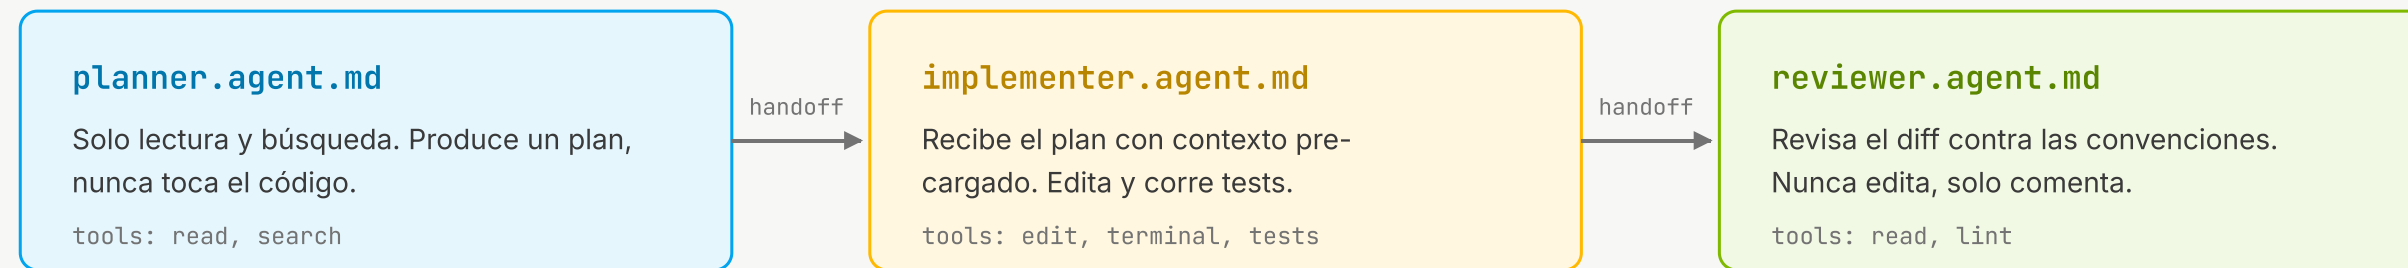 planner.agent.md
Solo lectura y búsqueda. Produce un plan,
nunca toca el código.
tools: read, search
handoff
implementer.agent.md
Recibe el plan con contexto pre-
cargado. Edita y corre tests.
tools: edit, terminal, tests
handoff
reviewer.agent.md
Revisa el diff contra las convenciones.
Nunca edita, solo comenta.
tools: read, lint